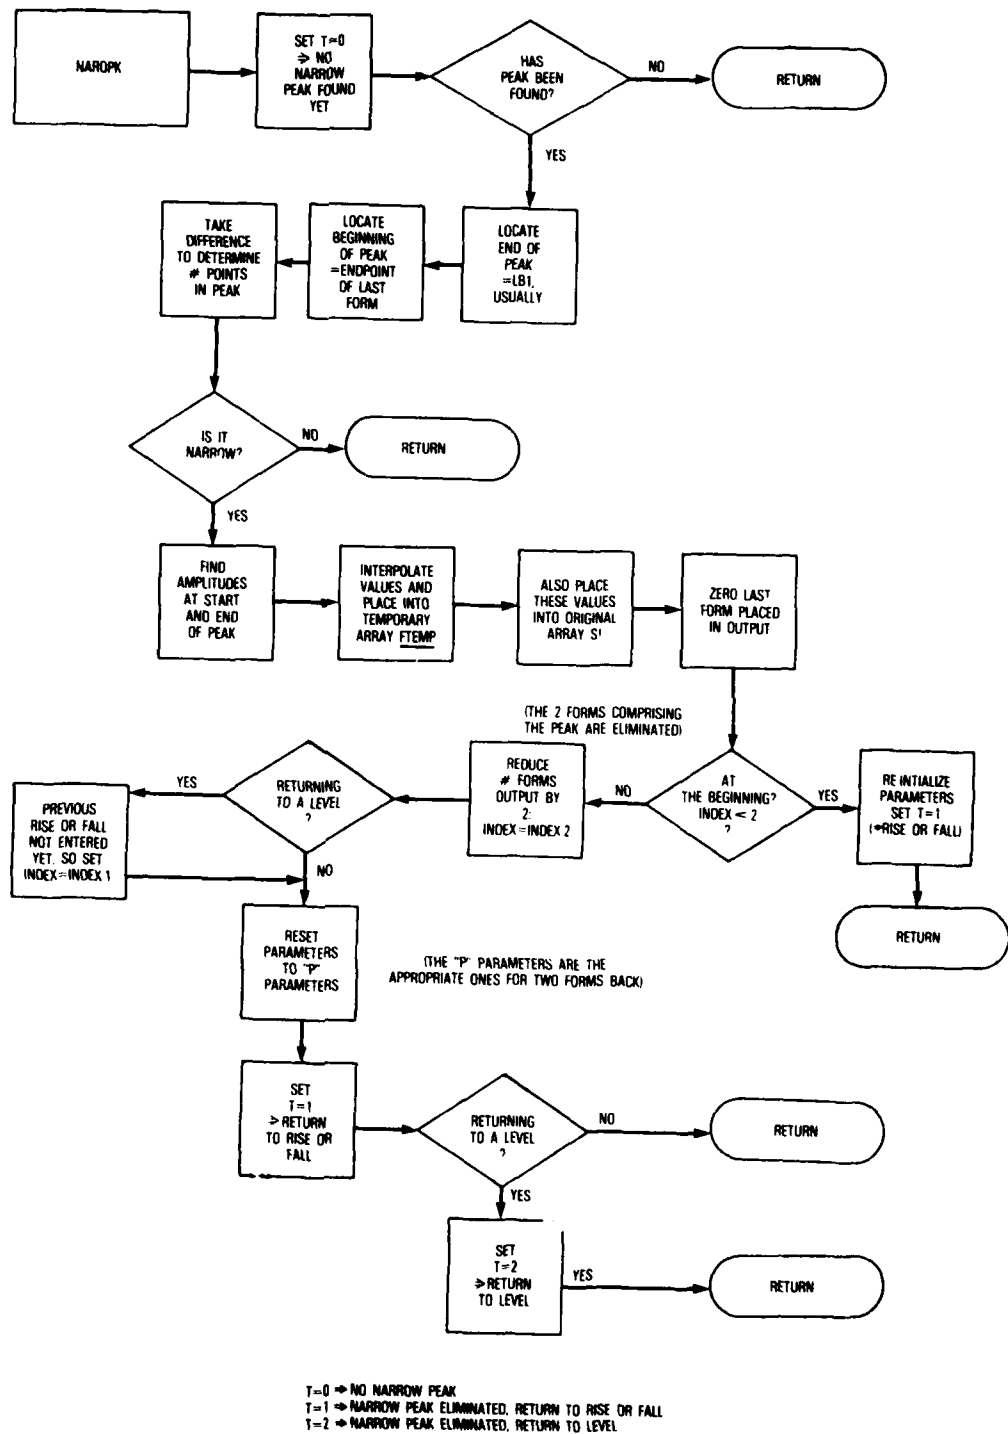 NAROPK
SET T=0
⇒ NO
NARROW
PEAK FOUND
YET
HAS
PEAK BEEN
FOUND?
NO
RETURN
YES
TAKE
DIFFERENCE
TO DETERMINE
# POINTS
IN PEAK
LOCATE
BEGINNING
OF PEAK
=ENDPOINT
OF LAST
FORM
LOCATE
END OF
PEAK
=LB1,
USUALLY
IS IT
NARROW?
NO
RETURN
YES
FIND
AMPLITUDES
AT START
AND END
OF PEAK
INTERPOLATE
VALUES AND
PLACE INTO
TEMPORARY
ARRAY FTEMP
ALSO PLACE
THESE VALUES
INTO ORIGINAL
ARRAY S'
ZERO LAST
FORM PLACED
IN OUTPUT
(THE 2 FORMS COMPRISING
THE PEAK ARE ELIMINATED)
PREVIOUS
RISE OR FALL
NOT ENTERED
YET, SO SET
INDEX=INDEX 1
YES
RETURNING
TO A LEVEL
?
NO
REDUCE
# FORMS
OUTPUT BY
2:
INDEX=INDEX 2
NO
AT
THE BEGINNING?
INDEX < 2
?
YES
RE INTIALIZE
PARAMETERS
SET T=1
(⇒RISE OR FALL)
RETURN
RESET
PARAMETERS
TO "P"
PARAMETERS
(THE "P" PARAMETERS ARE THE
APPROPRIATE ONES FOR TWO FORMS BACK)
SET
T=1
⇒RETURN
TO RISE OR
FALL
RETURNING
TO A LEVEL
?
NO
RETURN
YES
SET
T=2
⇒RETURN
TO LEVEL
YES
RETURN
T=0 ⇒ NO NARROW PEAK
T=1 ⇒ NARROW PEAK ELIMINATED, RETURN TO RISE OR FALL
T=2 ⇒ NARROW PEAK ELIMINATED, RETURN TO LEVEL